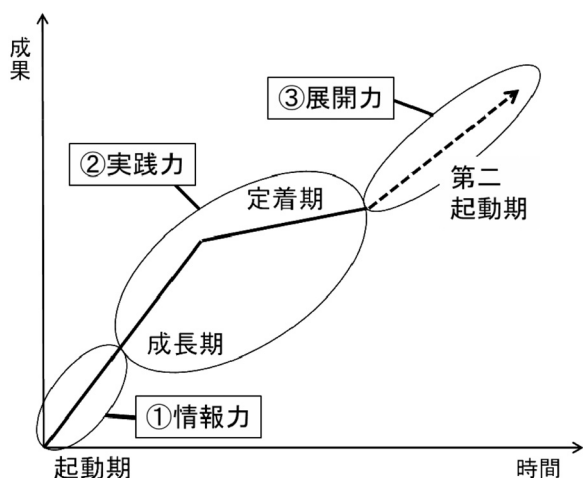 成
果
③展開力
②実践力
定着期
第二
起動期
成長期
①情報力
起動期
時間